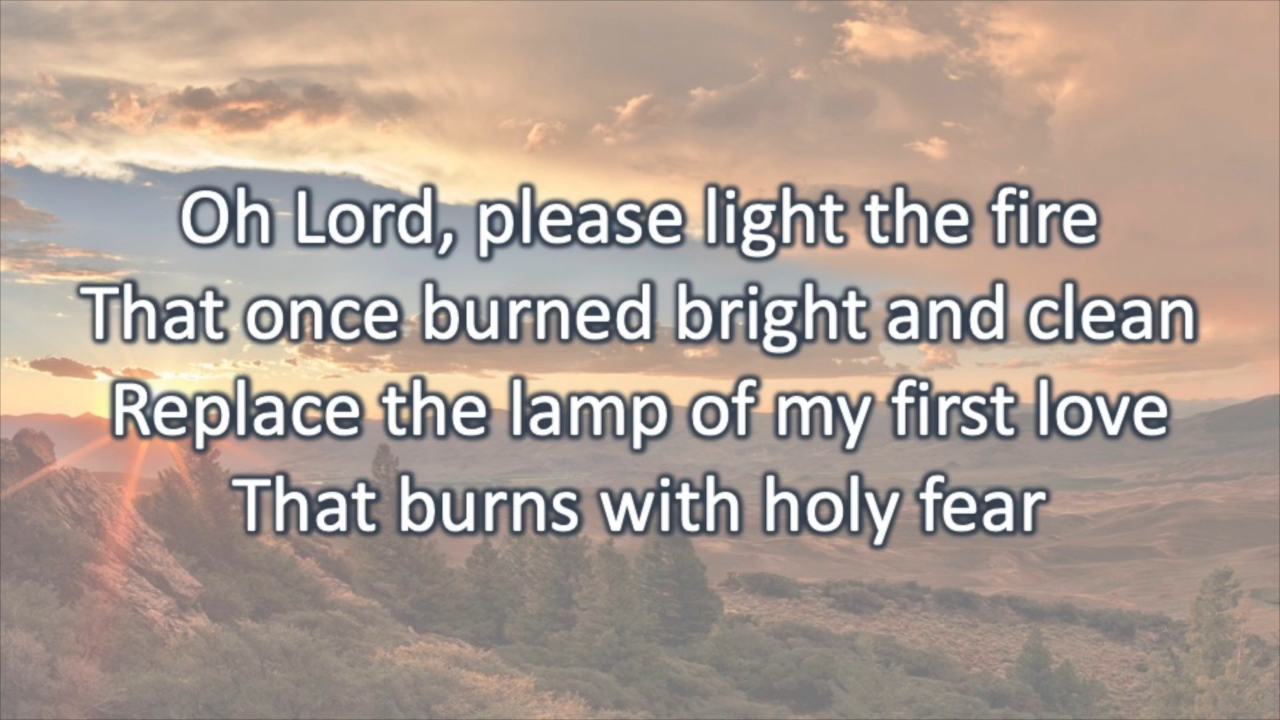 Oh Lord, please light the fire
That once burned bright and clean
Replace the lamp of my first love
That burns with holy fear